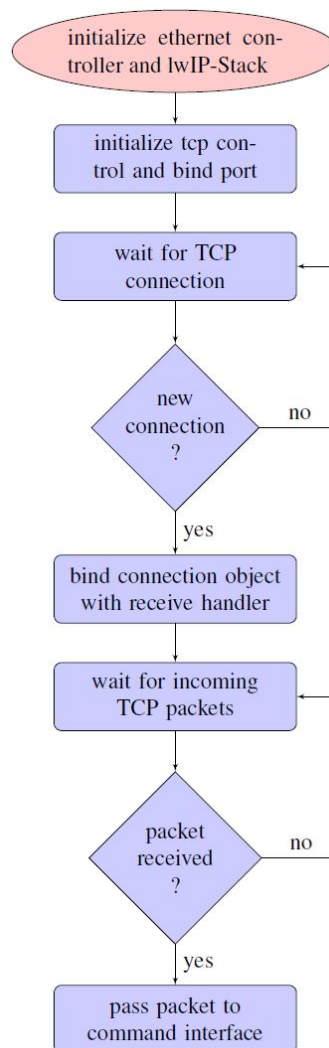 initialize ethernet con-
troller and lwIP-Stack
initialize tcp con-
trol and bind port
wait for TCP
connection
new
connection
?
no
yes
bind connection object
with receive handler
wait for incoming
TCP packets
packet
received
?
no
yes
pass packet to
command interface